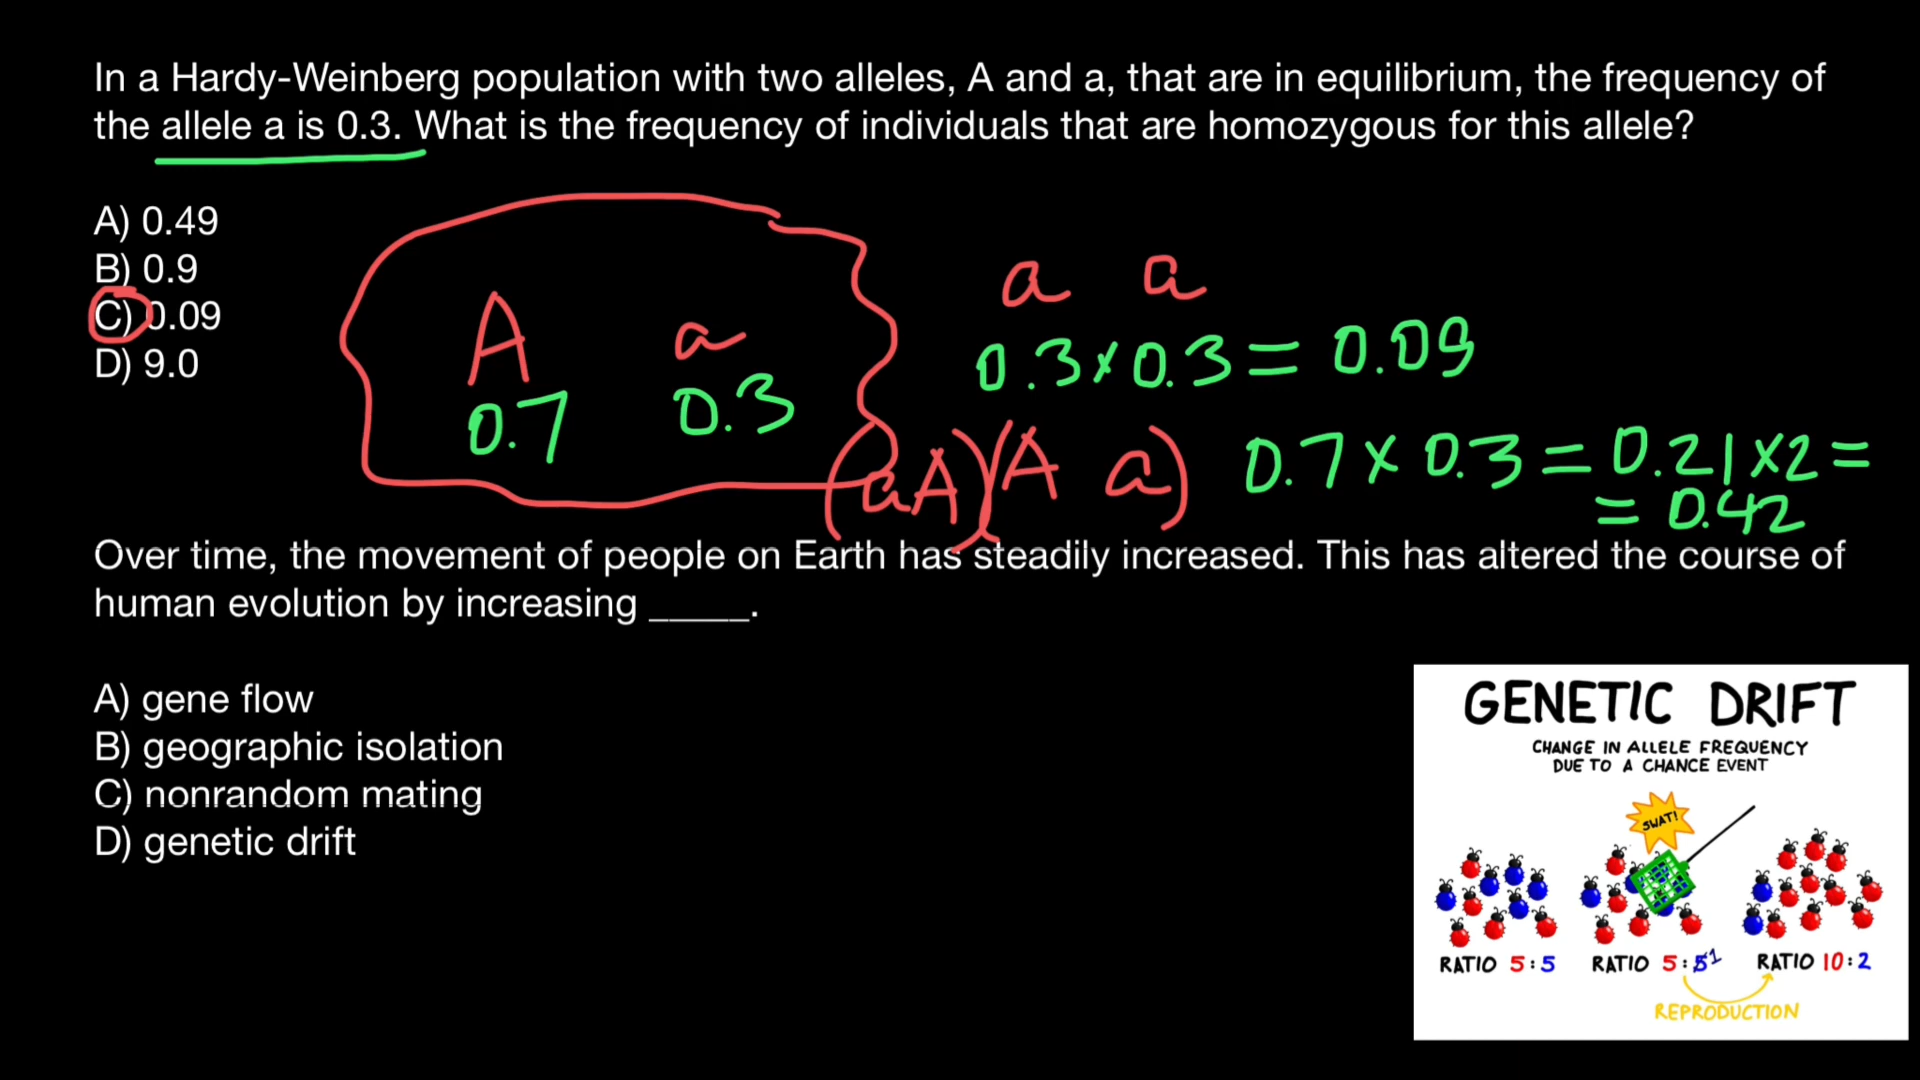 In a Hardy-Weinberg population with two alleles, A and a, that are in equilibrium, the frequency of
the allele a is 0.3. What is the frequency of individuals that are homozygous for this allele?
A) 0.49
B) 0.9
C) 0.09
D) 9.0
A a
0.7 0.3
a a
0.3 x 0.3 = 0.09
(aA)(A a) 0.7 x 0.3 = 0.21 x 2 =
= 0.42
Over time, the movement of people on Earth has steadily increased. This has altered the course of
human evolution by increasing _____.
A) gene flow
B) geographic isolation
C) nonrandom mating
D) genetic drift
GENETIC DRIFT
CHANGE IN ALLELE FREQUENCY
DUE TO A CHANCE EVENT
SWAT!
RATIO 5:5
RATIO 5:51
RATIO 10:2
REPRODUCTION